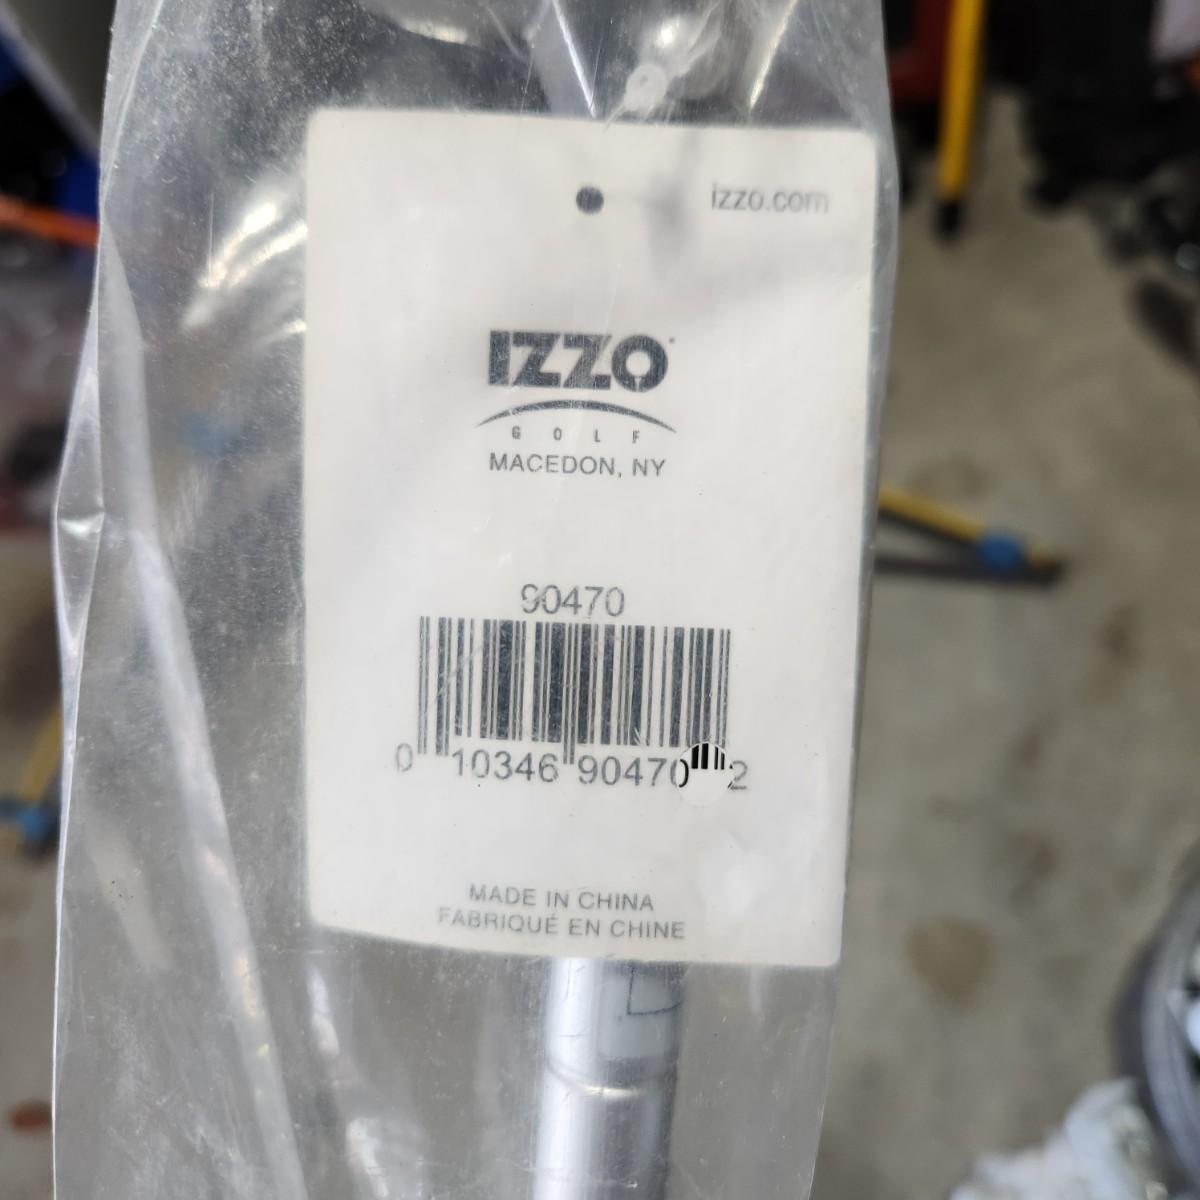 izzo.com
IZZO
GOLF
MACEDON, NY
90470
0 10346 90470 2
MADE IN CHINA
FABRIQUÉ EN CHINE